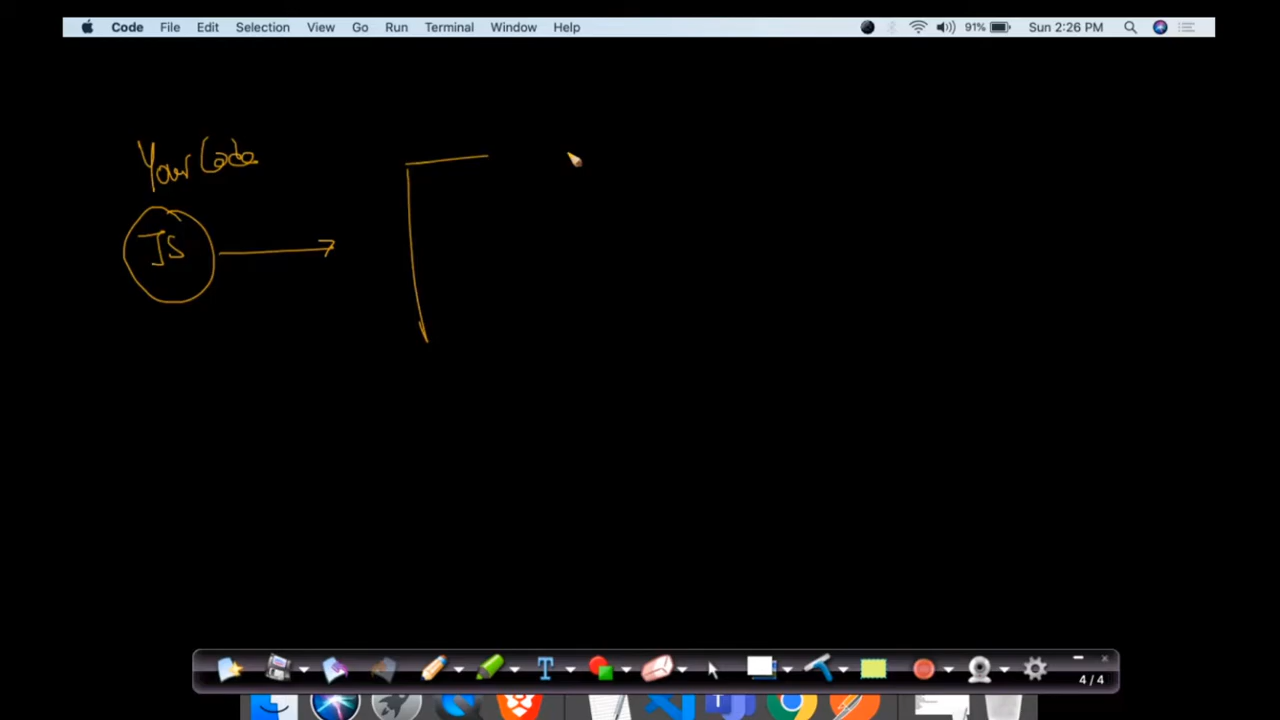 Code File Edit Selection View Go Run Terminal Window Help 91% Sun 2:26 PM
Your Code
JS
T
4 / 4
T